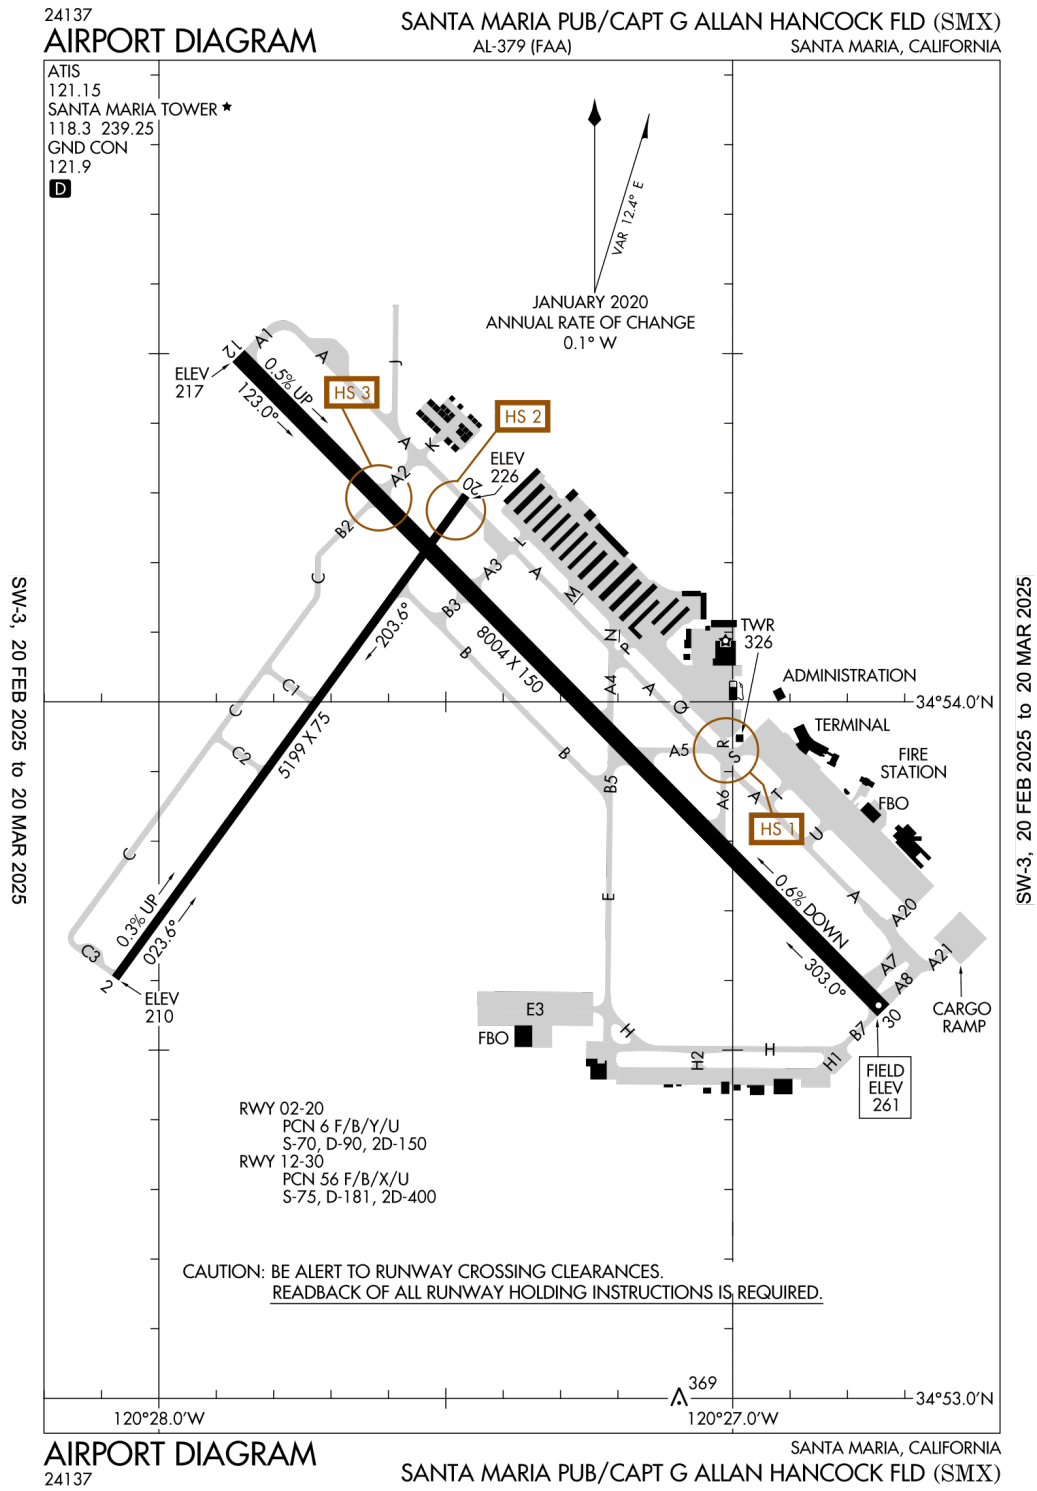 24137
AIRPORT DIAGRAM
SANTA MARIA PUB/CAPT G ALLAN HANCOCK FLD (SMX)
AL-379 (FAA)
SANTA MARIA, CALIFORNIA
ATIS
121.15
SANTA MARIA TOWER
118.3 239.25
GND CON
121.9
D
VAR 12.4° E
JANUARY 2020
ANNUAL RATE OF CHANGE
0.1° W
12
A1
A
0.5% UP
123.0°
ELEV
217
J
HS 3
HS 2
A
K
A2
B2
ELEV
226
20
C
L
A3
A
M
B3
203.6°
B
8004 X 150
N
P
A4
A
Q
TWR
326
ADMINISTRATION
34°54.0'N
TERMINAL
FIRE
STATION
FBO
C1
C
C2
5199 X 75
B
B5
A5
R
S
A6
A
T
HS 1
U
C
E
0.6% DOWN
A
A20
0.3% UP
023.6°
C3
2
ELEV
210
303.0°
A7
A8
A21
30
B7
CARGO
RAMP
E3
FBO
H
H2
H
H1
FIELD
ELEV
261
RWY 02-20
PCN 6 F/B/Y/U
S-70, D-90, 2D-150
RWY 12-30
PCN 56 F/B/X/U
S-75, D-181, 2D-400
CAUTION: BE ALERT TO RUNWAY CROSSING CLEARANCES.
READBACK OF ALL RUNWAY HOLDING INSTRUCTIONS IS REQUIRED.
369
34°53.0'N
120°28.0'W
120°27.0'W
AIRPORT DIAGRAM
24137
SANTA MARIA, CALIFORNIA
SANTA MARIA PUB/CAPT G ALLAN HANCOCK FLD (SMX)
SW-3, 20 FEB 2025 to 20 MAR 2025
SW-3, 20 FEB 2025 to 20 MAR 2025